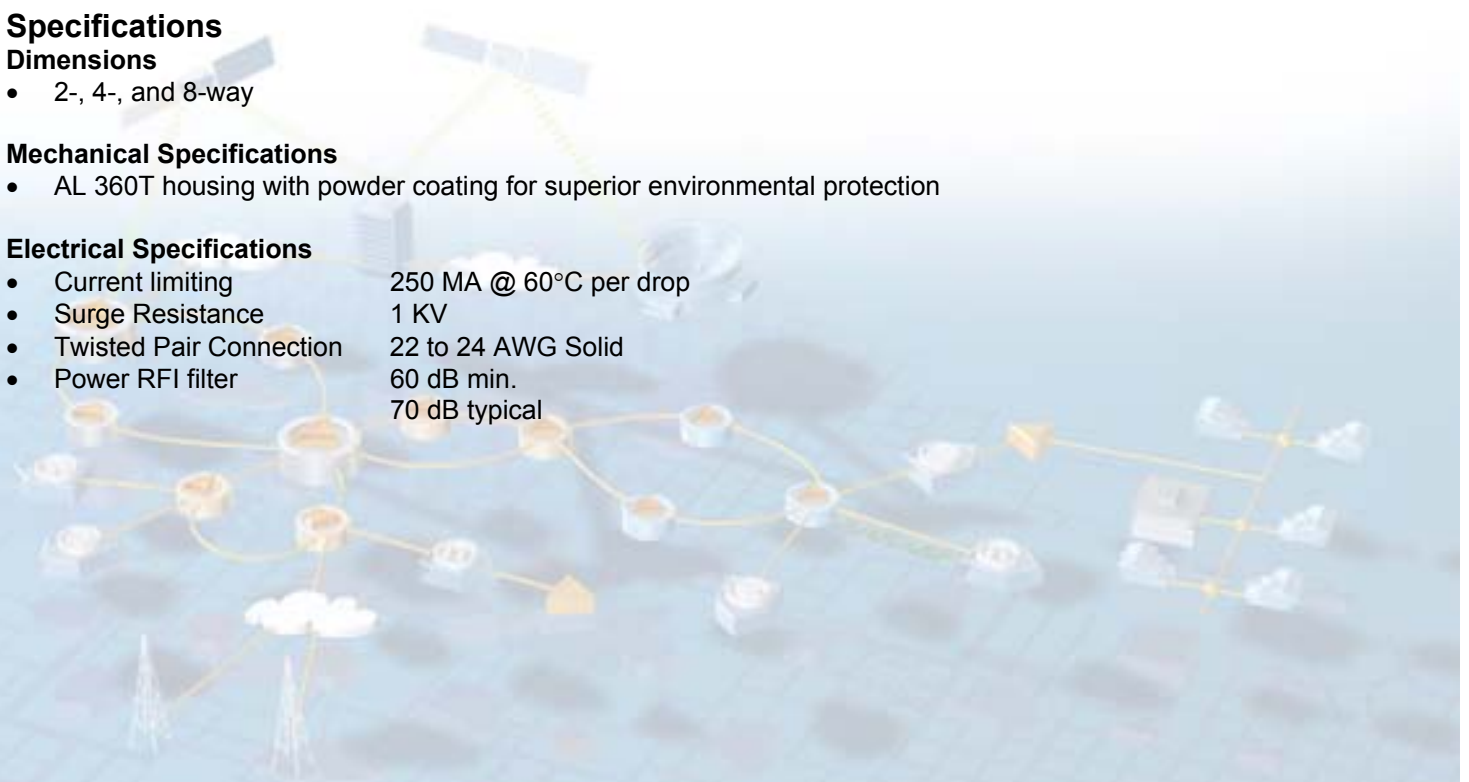 Specifications
Dimensions
• 2-, 4-, and 8-way
Mechanical Specifications
• AL 360T housing with powder coating for superior environmental protection
Electrical Specifications
• Current limiting 250 MA @ 60°C per drop
• Surge Resistance 1 KV
• Twisted Pair Connection 22 to 24 AWG Solid
• Power RFI filter 60 dB min.
70 dB typical